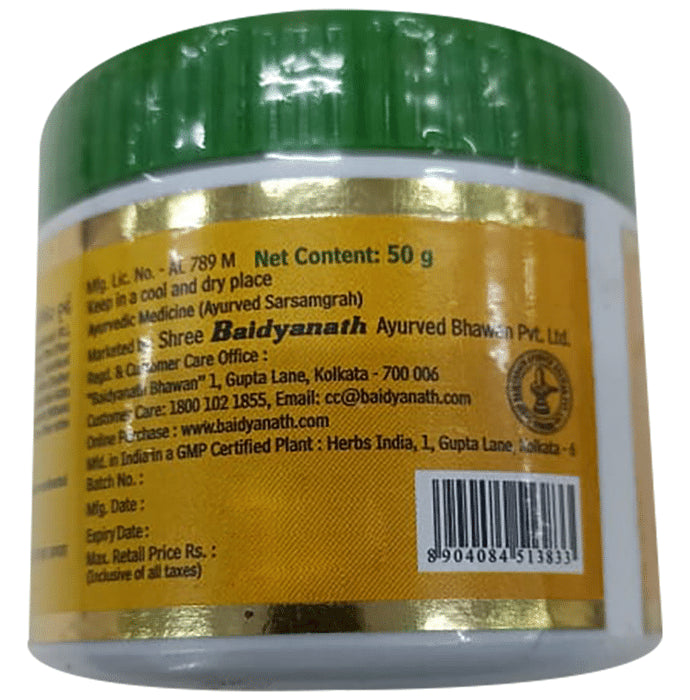 Mfg. Lic. No. - AL 789 M Net Content: 50 g
Keep in a cool and dry place
Ayurvedic Medicine (Ayurved Sarsamgrah)
Marketed by Shree Baidyanath Ayurved Bhawan Pvt. Ltd.
Regd. & Customer Care Office :
"Baidyanath Bhawan" 1, Gupta Lane, Kolkata - 700 006
Customer Care: 1800 102 1855, Email: cc@baidyanath.com
Online Purchase : www.baidyanath.com
Mfd. in India in a GMP Certified Plant : Herbs India, 1, Gupta Lane, Kolkata - 6
Batch No. :
Mfg. Date :
Expiry Date :
Max. Retail Price Rs. :
(Inclusive of all taxes)
8 904084 513833